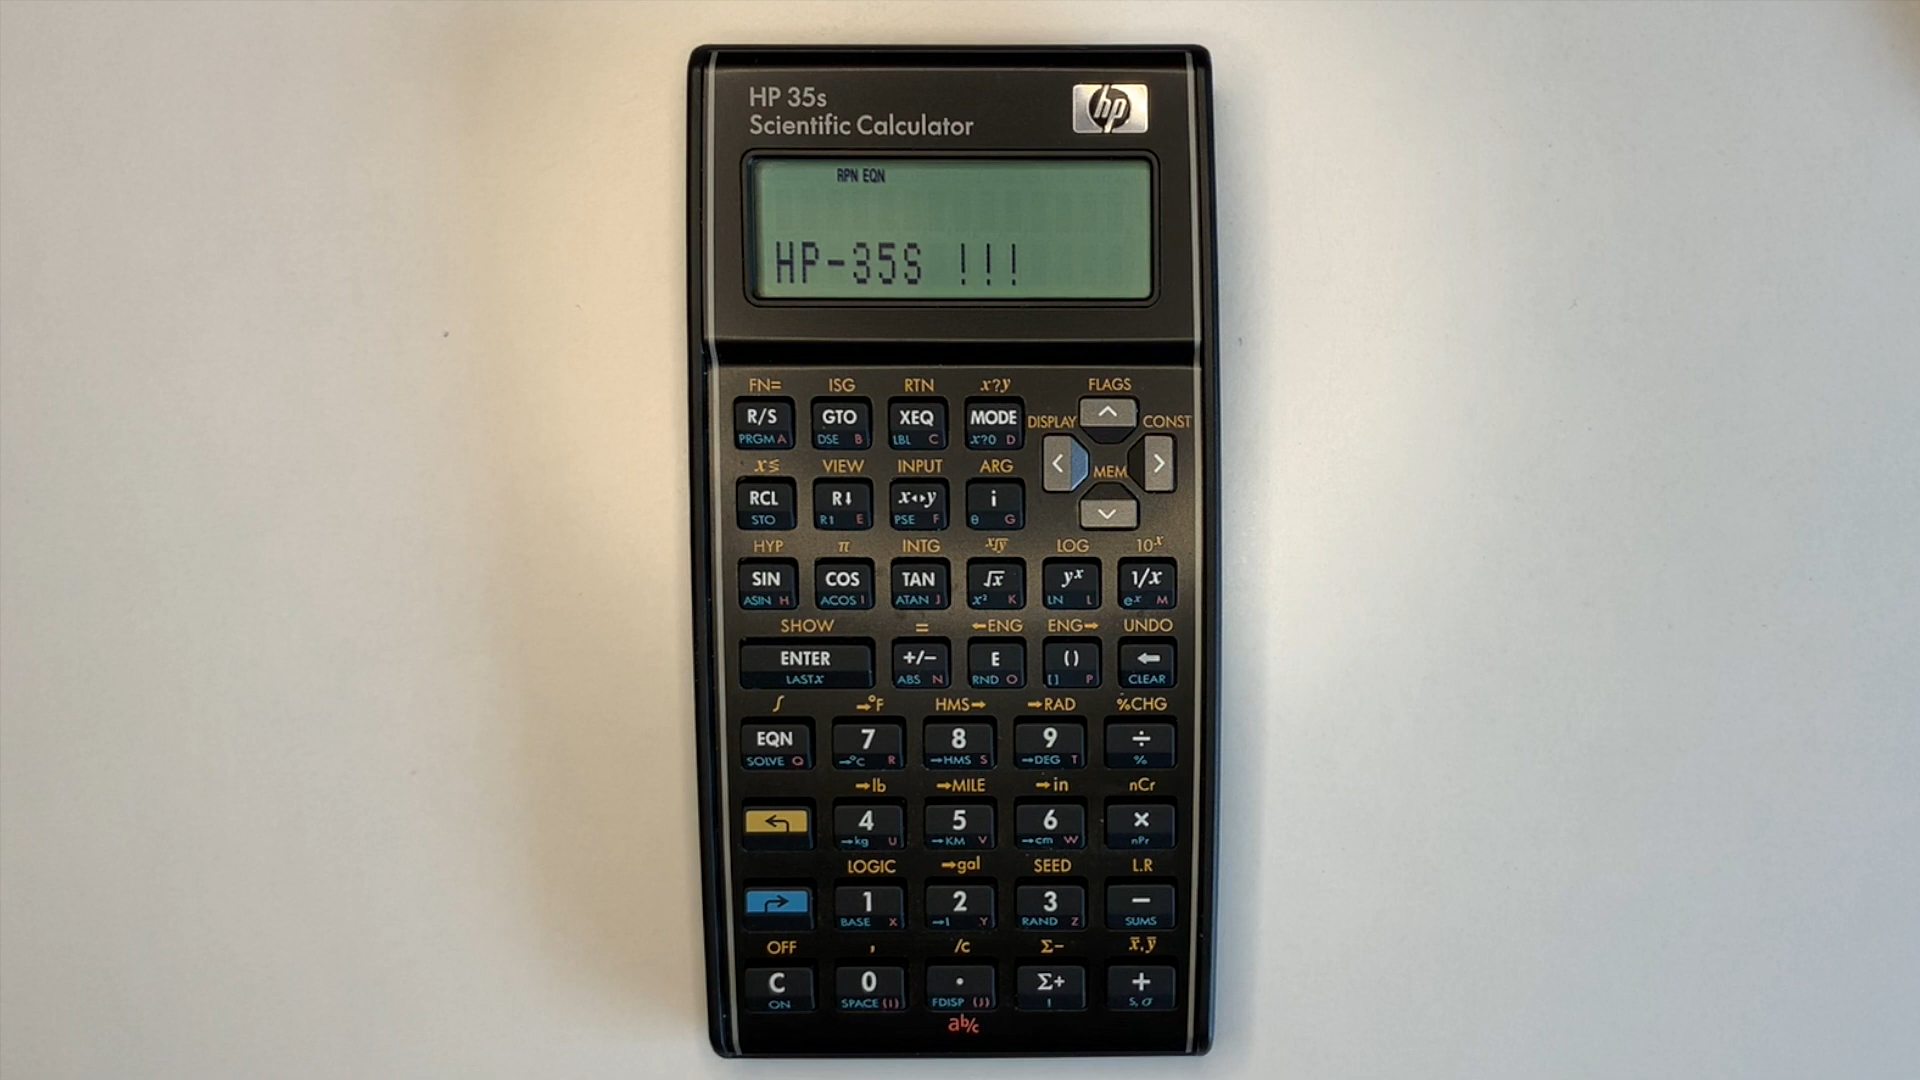 HP 35s
Scientific Calculator
hp
RPN EQN
HP-35S !!!
FN= ISG RTN x?y FLAGS
R/S GTO XEQ MODE DISPLAY CONST
PRGM A DSE B LBL C x?0 D
x≶ VIEW INPUT ARG MEM
RCL R↓ x↔y i
STO R↑ E PSE F θ G
HYP π INTG ˣ√y LOG 10ˣ
SIN COS TAN √x yˣ 1/x
ASIN H ACOS I ATAN J x² K LN L eˣ M
SHOW = ←ENG ENG→ UNDO
ENTER +/− E () ←
LASTx ABS N RND O [] P CLEAR
∫ →°F HMS→ →RAD %CHG
EQN 7 8 9 ÷
SOLVE Q →°C R →HMS S →DEG T %
→lb →MILE →in nCr
4 5 6 ×
→kg U →KM V →cm W nPr
LOGIC →gal SEED L.R
1 2 3 −
BASE X →l Y RAND Z SUMS
OFF , /c Σ− x̄,ȳ
C 0 · Σ+ +
ON SPACE (I) FDISP (J) ! S,σ
ab/c